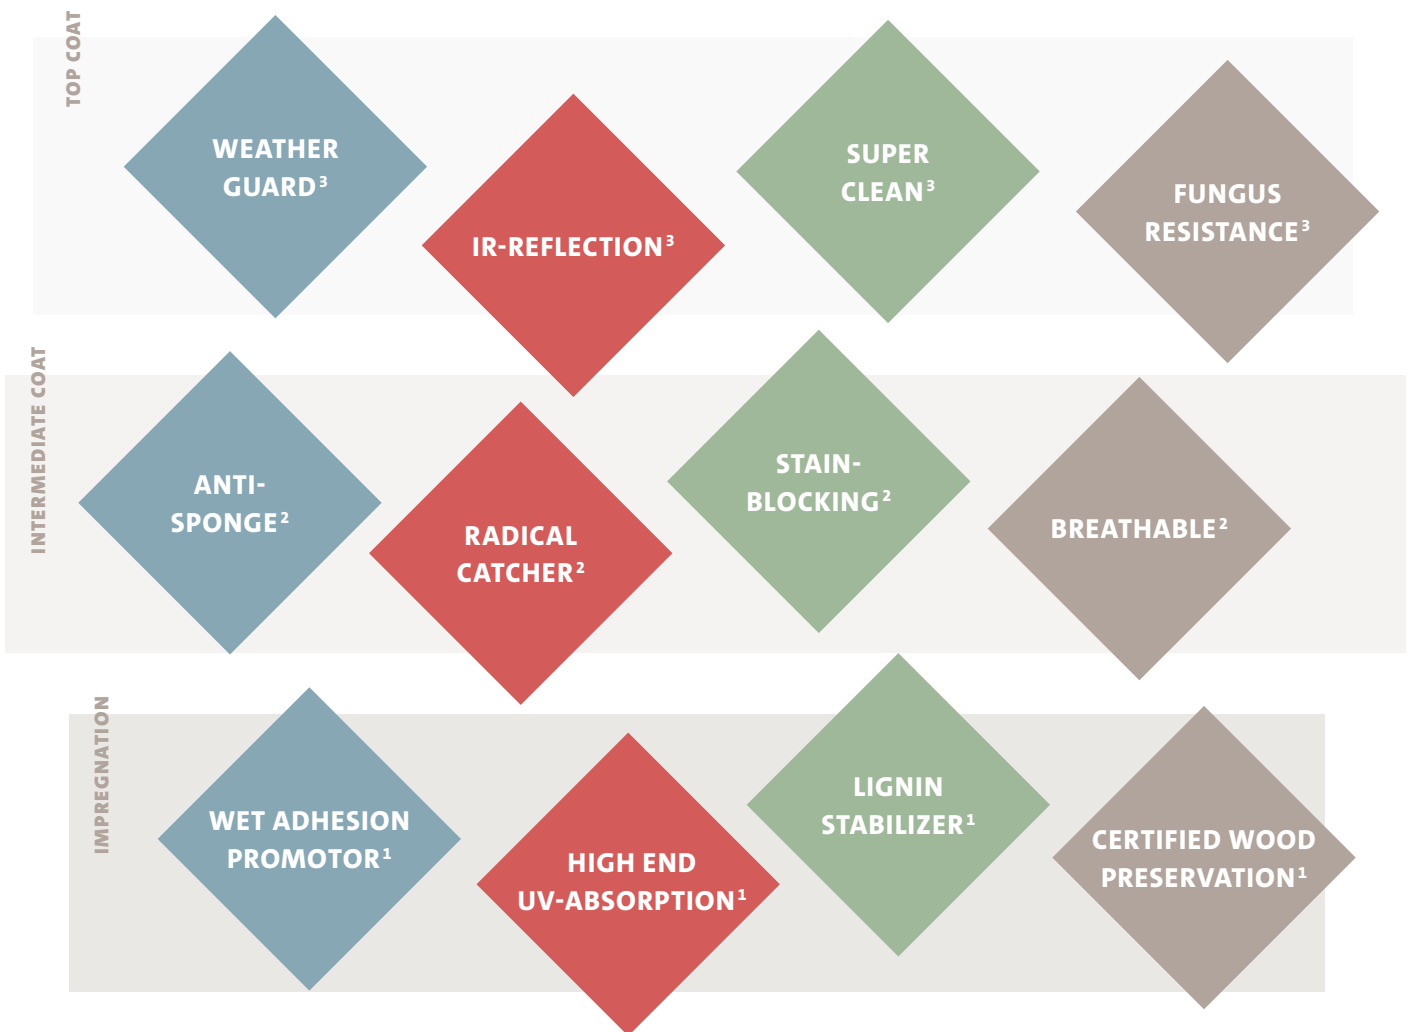 TOP COAT
WEATHER
GUARD³
IR-REFLECTION³
SUPER
CLEAN³
FUNGUS
RESISTANCE³
INTERMEDIATE COAT
ANTI-
SPONGE²
RADICAL
CATCHER²
STAIN-
BLOCKING²
BREATHABLE²
IMPREGNATION
WET ADHESION
PROMOTOR¹
HIGH END
UV-ABSORPTION¹
LIGNIN
STABILIZER¹
CERTIFIED WOOD
PRESERVATION¹